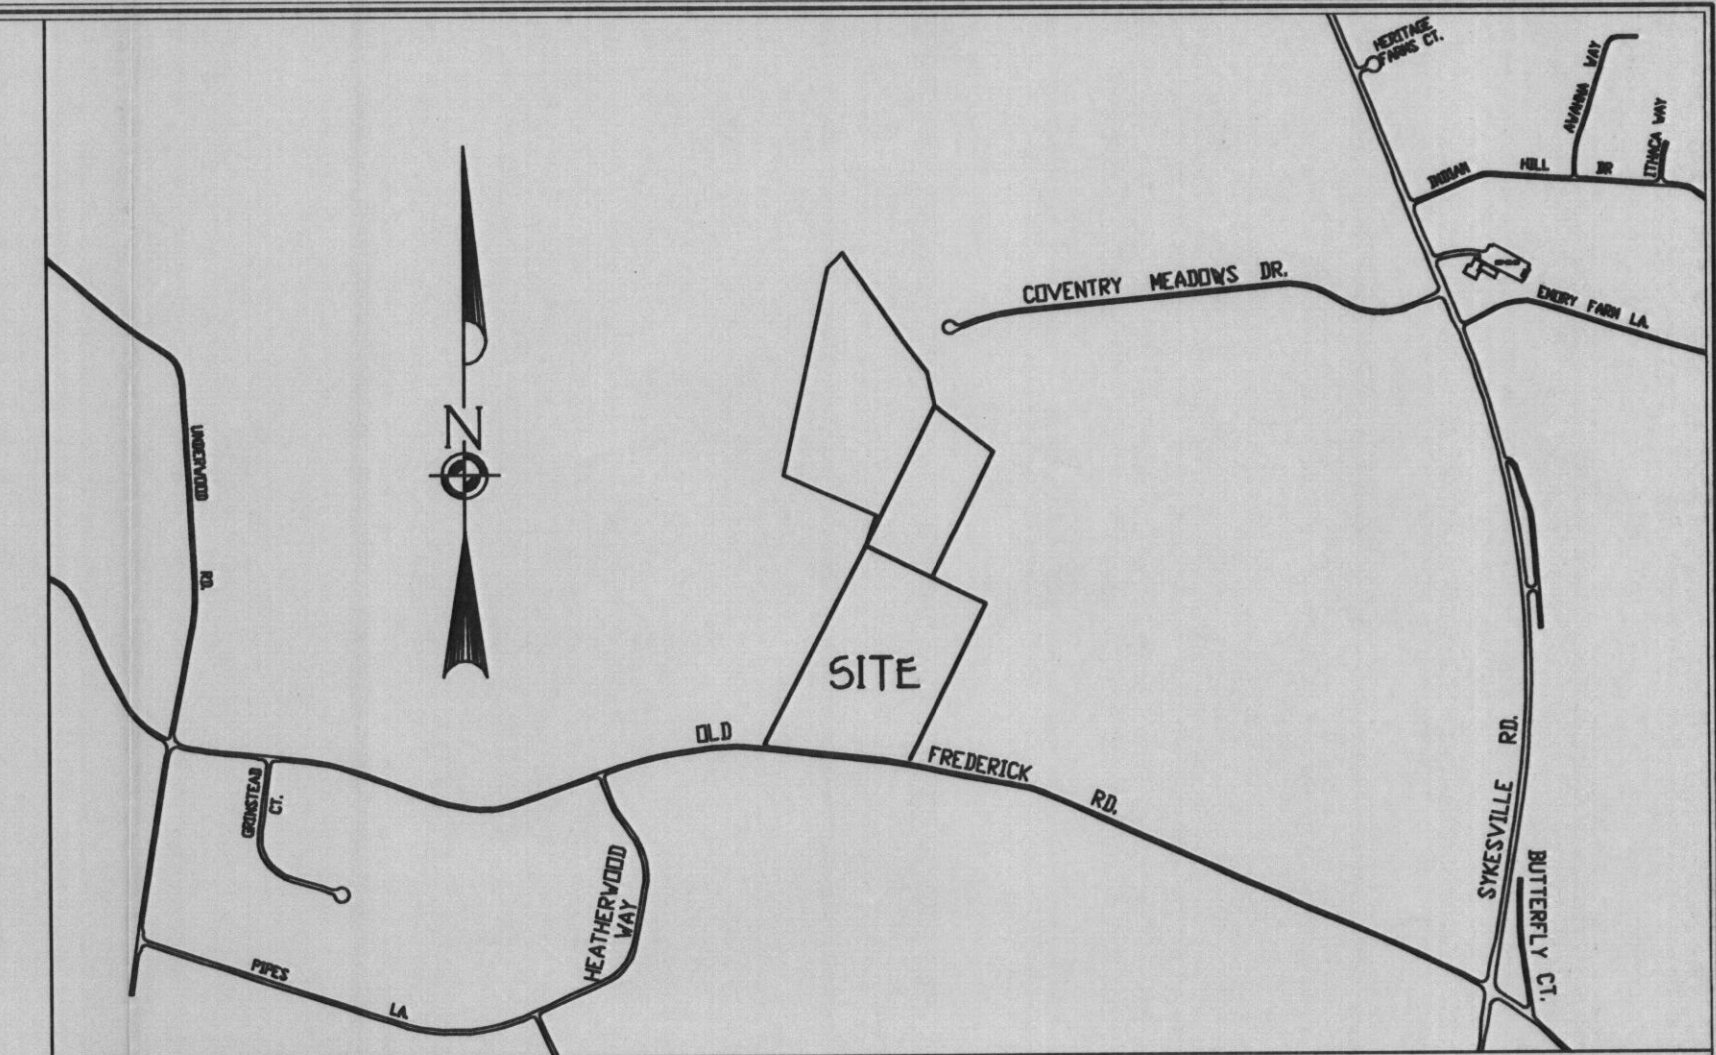 HERITAGE
FARMS CT.
AWANNA WAY
ITHACA WAY
INDIAN HILL DR
COVENTRY MEADOWS DR.
EMORY FARM LA.
UNDERWOOD RD.
N
SITE
OLD FREDERICK RD.
SYKESVILLE RD.
GRINSTEAD
CT.
HEATHERWOOD
WAY
BUTTERFLY CT.
PIPES LA.